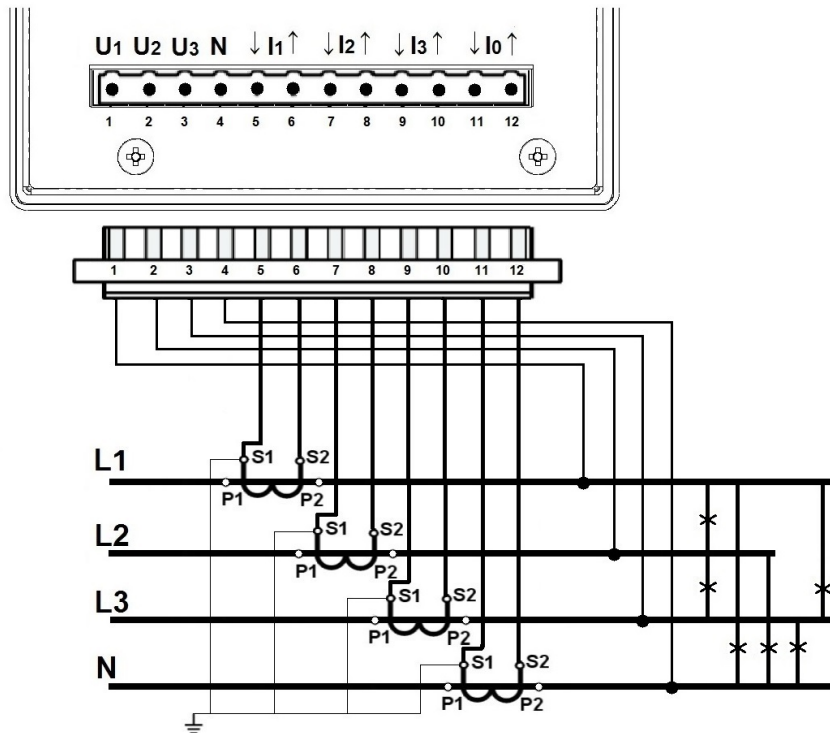 U1 U2 U3 N ↓ I1 ↑ ↓ I2 ↑ ↓ I3 ↑ ↓ I0 ↑
1 2 3 4 5 6 7 8 9 10 11 12
1 2 3 4 5 6 7 8 9 10 11 12
L1 S1 S2
P1 P2
L2 S1 S2
P1 P2
L3 S1 S2
P1 P2
N S1 S2
P1 P2